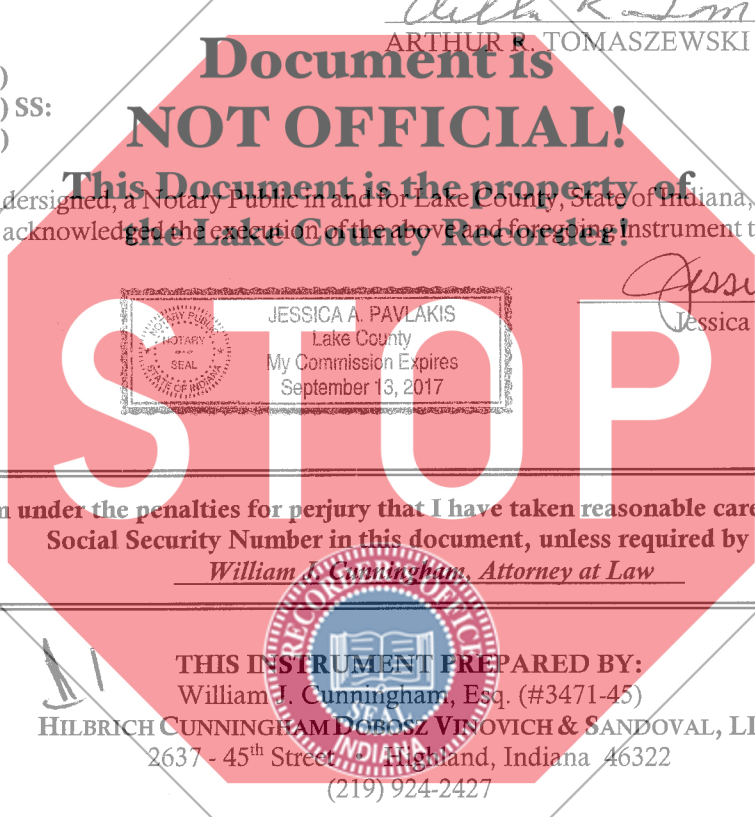 ARTHUR R. TOMASZEWSKI
Document is
)
) SS:
NOT OFFICIAL!
)
This Document is the property of
dersigned, a Notary Public in and for Lake County, State of Indiana,
the Lake County Recorder!
acknowledged the execution of the above and foregoing instrument t
JESSICA A. PAVLAKIS
Lake County
My Commission Expires
September 13, 2017
NOTARY PUBLIC
NOTARY
SEAL
STATE OF INDIANA
Jessica
STOP
under the penalties for perjury that I have taken reasonable care
Social Security Number in this document, unless required by
William J. Cunningham, Attorney at Law
RECORDER'S OFFICE
SEAL
INDIANA
THIS INSTRUMENT PREPARED BY:
William J. Cunningham, Esq. (#3471-45)
HILBRICH CUNNINGHAM DOBOSZ VINOVICH & SANDOVAL, LL
2637 - 45th Street • Highland, Indiana 46322
(219) 924-2427